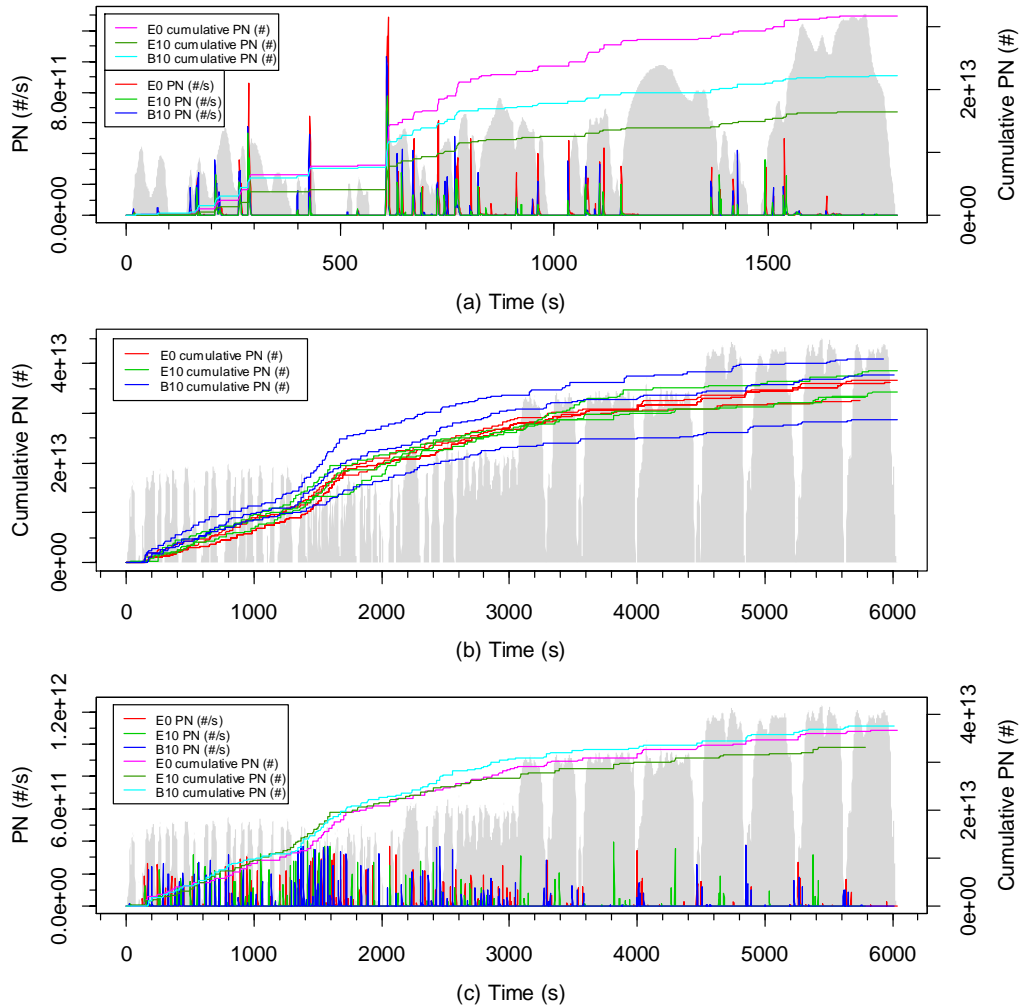 E0 cumulative PN (#)
E10 cumulative PN (#)
B10 cumulative PN (#)
E0 PN (#/s)
E10 PN (#/s)
B10 PN (#/s)
PN (#/s)
0.0e+00
8.0e+11
Cumulative PN (#)
0e+00
2e+13
0
500
1000
1500
(a) Time (s)
E0 cumulative PN (#)
E10 cumulative PN (#)
B10 cumulative PN (#)
Cumulative PN (#)
0e+00
2e+13
4e+13
0
1000
2000
3000
4000
5000
6000
(b) Time (s)
E0 PN (#/s)
E10 PN (#/s)
B10 PN (#/s)
E0 cumulative PN (#)
E10 cumulative PN (#)
B10 cumulative PN (#)
PN (#/s)
0.0e+00
6.0e+11
1.2e+12
Cumulative PN (#)
0e+00
2e+13
4e+13
0
1000
2000
3000
4000
5000
6000
(c) Time (s)